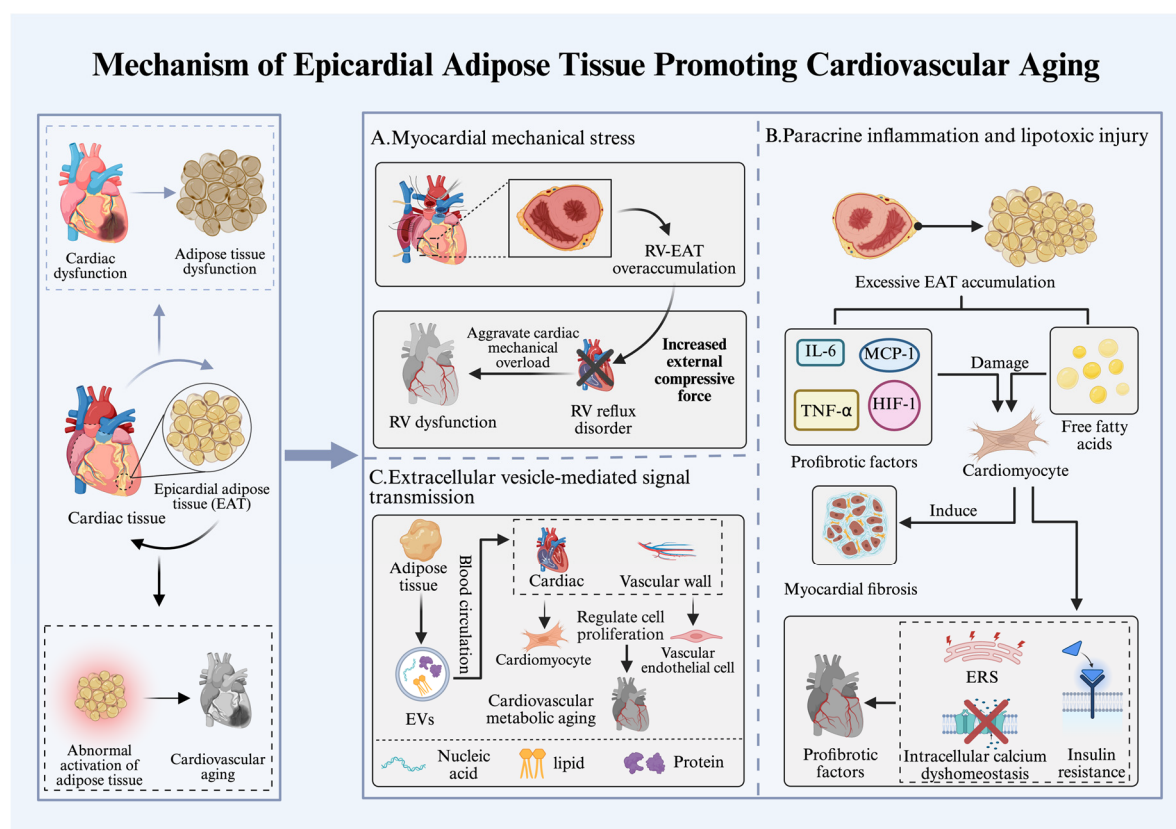 Mechanism of Epicardial Adipose Tissue Promoting Cardiovascular Aging
Cardiac
dysfunction
Adipose tissue
dysfunction
Epicardial adipose
tissue (EAT)
Cardiac tissue
Abnormal
activation of
adipose tissue
Cardiovascular
aging
A.Myocardial mechanical stress
RV-EAT
overaccumulation
Aggravate cardiac
mechanical
overload
Increased
external
compressive
force
RV dysfunction
RV reflux
disorder
C.Extracellular vesicle-mediated signal
transmission
Adipose
tissue
Blood circulation
EVs
Cardiac
Vascular wall
Regulate cell
proliferation
Cardiomyocyte
Vascular
endothelial cell
Cardiovascular
metabolic aging
Nucleic
acid
lipid
Protein
B.Paracrine inflammation and lipotoxic injury
Excessive EAT accumulation
IL-6
MCP-1
TNF-α
HIF-1
Profibrotic factors
Damage
Free fatty
acids
Cardiomyocyte
Induce
Myocardial fibrosis
ERS
Intracellular calcium
dyshomeostasis
Insulin
resistance
Profibrotic
factors